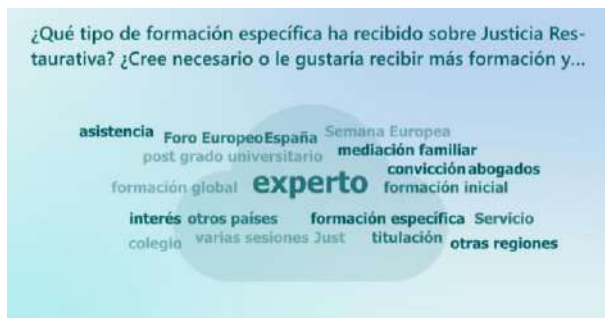 ¿Qué tipo de formación específica ha recibido sobre Justicia Res-
taurativa? ¿Cree necesario o le gustaría recibir más formación y...
asistencia Foro Europeo España Semana Europea
post grado universitario mediación familiar
convicción abogados
formación global experto formación inicial
interés otros países formación específica Servicio
colegio varias sesiones Just titulación otras regiones